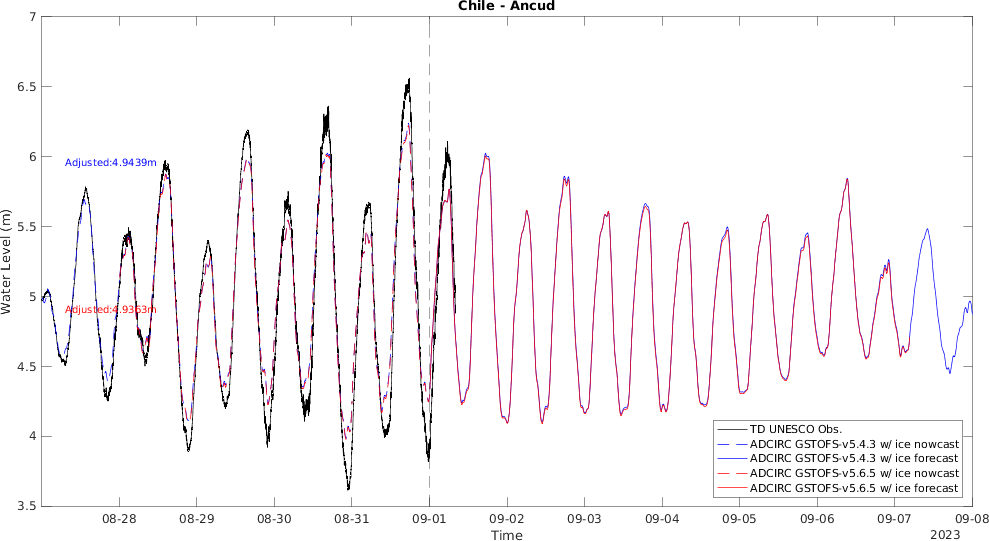 Chile - Ancud
Water Level (m)
7
6.5
6
5.5
5
4.5
4
3.5
Adjusted:4.9439m
Adjusted:4.9363m
TD UNESCO Obs.
ADCIRC GSTOFS-v5.4.3 w/ ice nowcast
ADCIRC GSTOFS-v5.4.3 w/ ice forecast
ADCIRC GSTOFS-v5.6.5 w/ ice nowcast
ADCIRC GSTOFS-v5.6.5 w/ ice forecast
08-28 08-29 08-30 08-31 09-01 09-02 09-03 09-04 09-05 09-06 09-07 09-08
Time
2023